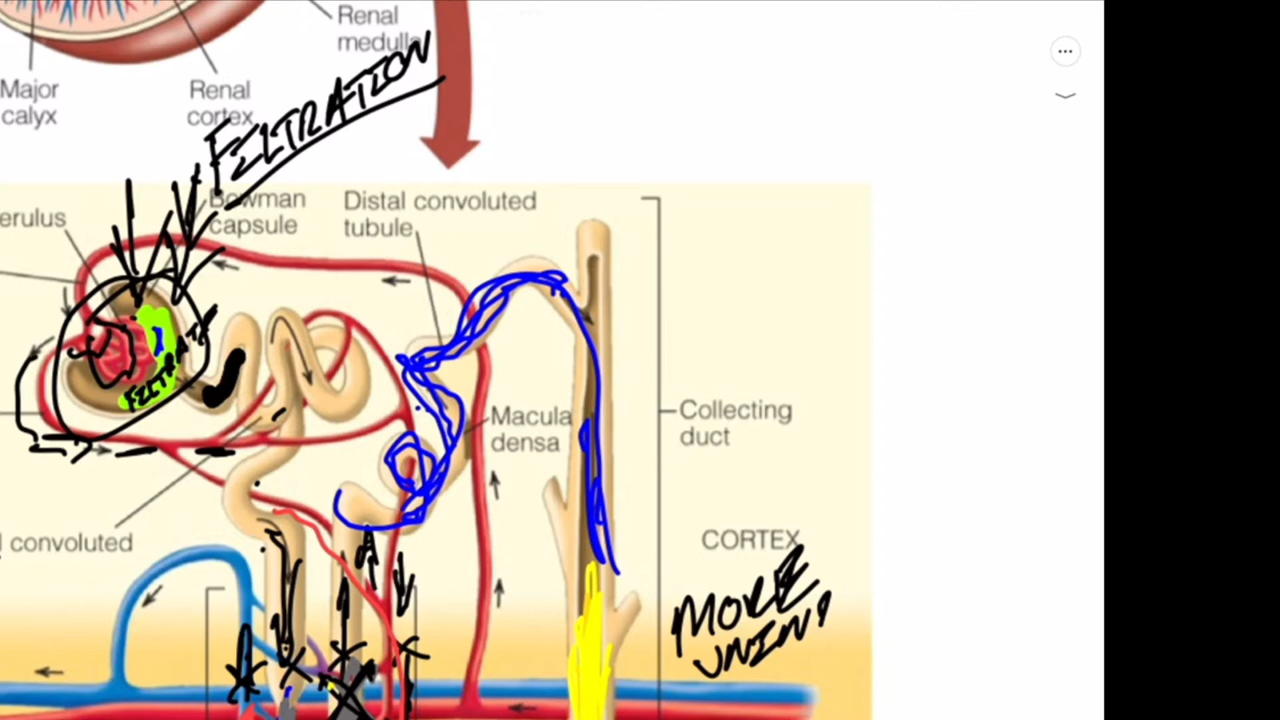 Renal
medulla
Major
calyx
Renal
cortex
FILTRATION
Bowman
capsule
Distal convoluted
tubule
erulus
FILTRATE
Macula
densa
Collecting
duct
l convoluted
CORTEX
MORE